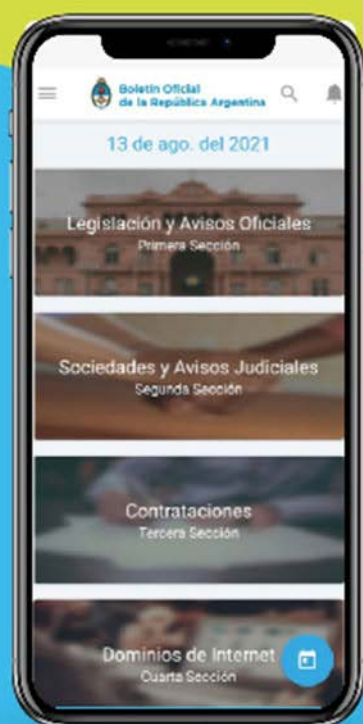 Boletín Oficial
de la República Argentina
13 de ago. del 2021
Legislación y Avisos Oficiales
Primera Sección
Sociedades y Avisos Judiciales
Segunda Sección
Contrataciones
Tercera Sección
Dominios de Internet
Cuarta Sección